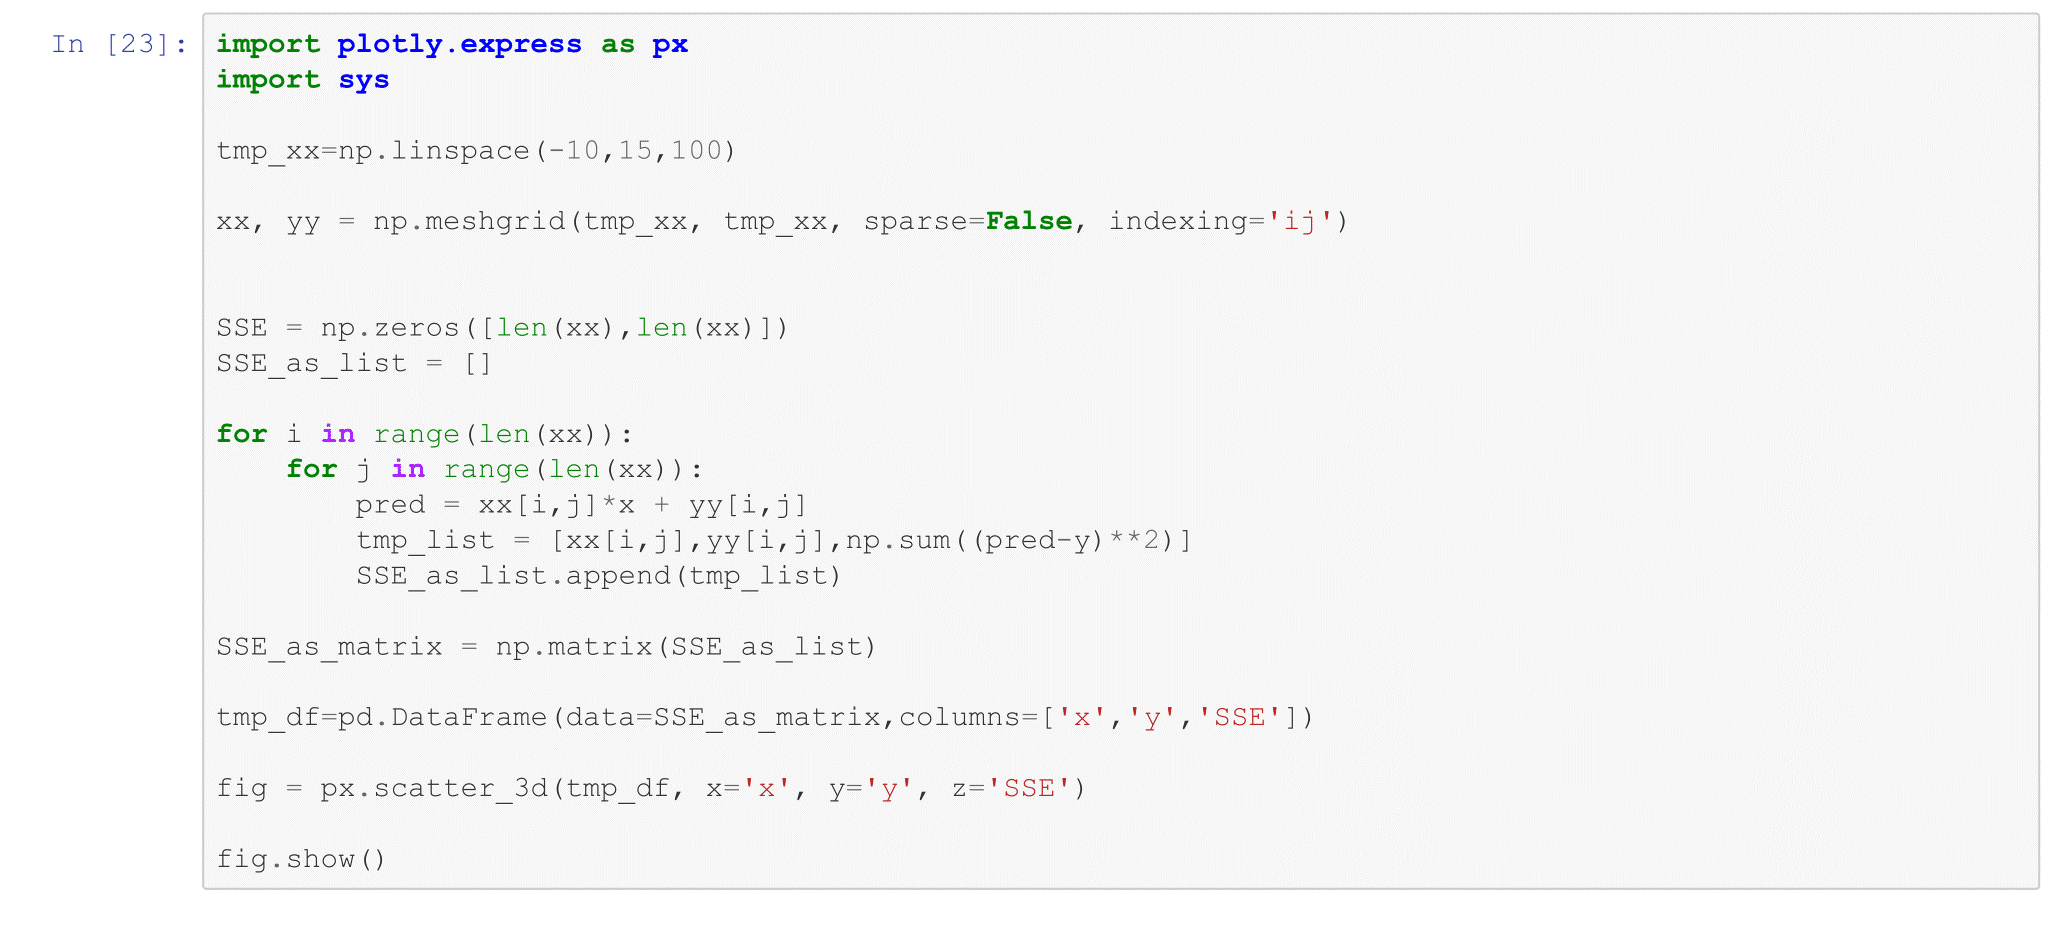 In [23]: import plotly.express as px
import sys
tmp_xx=np.linspace(-10,15,100)
xx, yy = np.meshgrid(tmp_xx, tmp_xx, sparse=False, indexing='ij')
SSE = np.zeros([len(xx),len(xx)])
SSE_as_list = []
for i in range(len(xx)):
    for j in range(len(xx)):
        pred = xx[i,j]*x + yy[i,j]
        tmp_list = [xx[i,j],yy[i,j],np.sum((pred-y)**2)]
        SSE_as_list.append(tmp_list)
SSE_as_matrix = np.matrix(SSE_as_list)
tmp_df=pd.DataFrame(data=SSE_as_matrix,columns=['x','y','SSE'])
fig = px.scatter_3d(tmp_df, x='x', y='y', z='SSE')
fig.show()